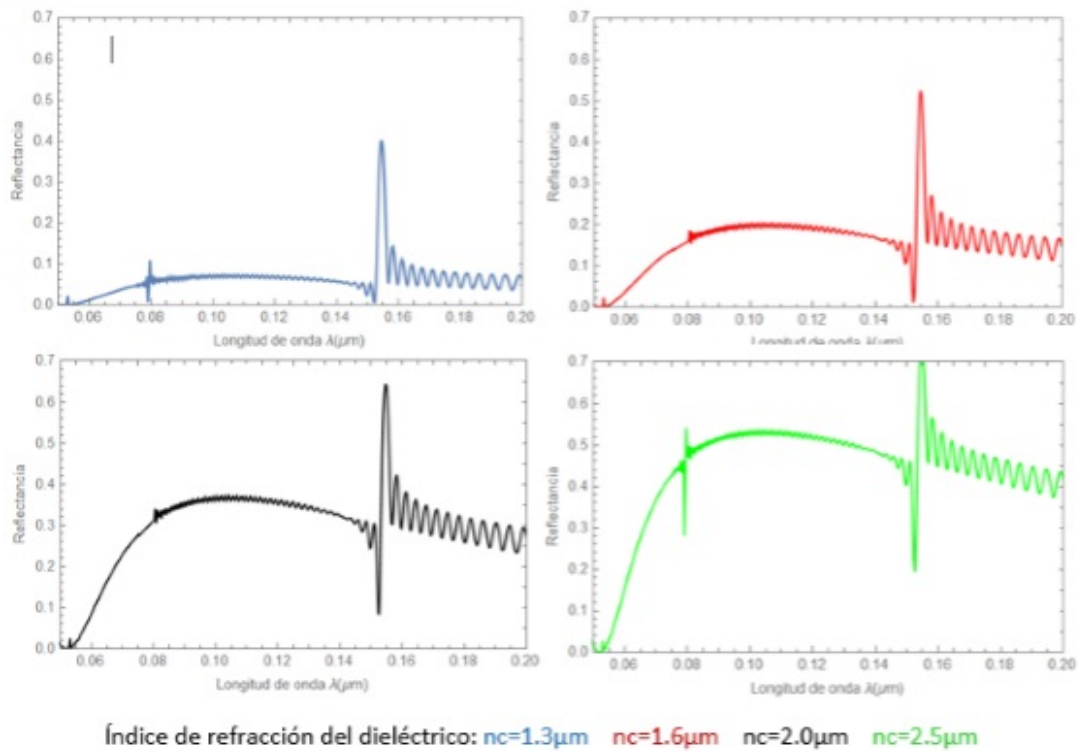 0.7 0.6 0.5 0.4 0.3 0.2 0.1 0.0
Reflectancia
0.06 0.08 0.10 0.12 0.14 0.16 0.18 0.20
Longitud de onda λ(μm)
0.7 0.6 0.5 0.4 0.3 0.2 0.1 0.0
Reflectancia
0.06 0.08 0.10 0.12 0.14 0.16 0.18 0.20
Longitud de onda λ(μm)
0.7 0.6 0.5 0.4 0.3 0.2 0.1 0.0
Reflectancia
0.06 0.08 0.10 0.12 0.14 0.16 0.18 0.20
Longitud de onda λ(μm)
0.7 0.6 0.5 0.4 0.3 0.2 0.1 0.0
Reflectancia
0.06 0.08 0.10 0.12 0.14 0.16 0.18 0.20
Longitud de onda λ(μm)
Índice de refracción del dieléctrico: nc=1.3μm nc=1.6μm nc=2.0μm nc=2.5μm